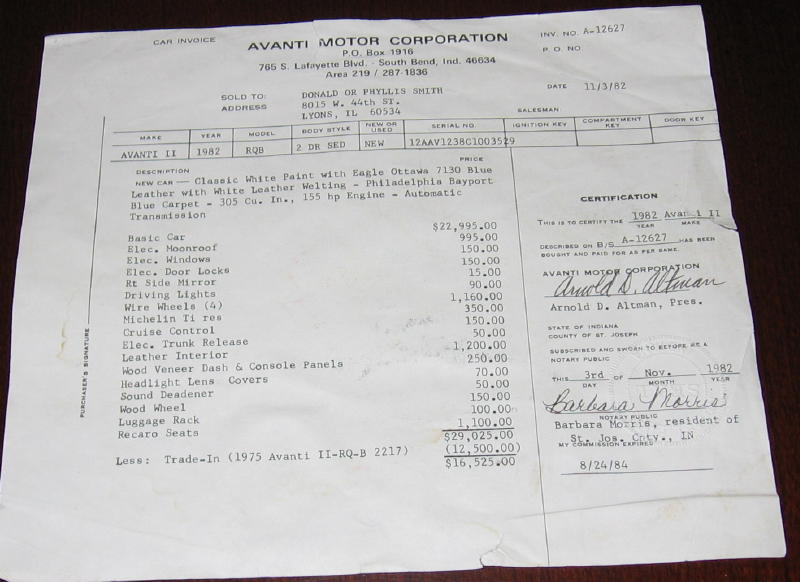 CAR INVOICE
AVANTI MOTOR CORPORATION
P.O. Box 1916
765 S. Lafayette Blvd. - South Bend, Ind. 46634
Area 219 / 287-1836
INV. NO. A-12627
P. O. NO.
SOLD TO: DONALD OR PHYLLIS SMITH
ADDRESS 8015 W. 44th ST.
LYONS, IL 60534
DATE 11/3/82
SALESMAN
MAKE YEAR MODEL BODY STYLE NEW OR USED SERIAL NO. IGNITION KEY COMPARTMENT KEY DOOR KEY
AVANTI II 1982 RQB 2 DR SED NEW 12AAV1238C1003529
DESCRIPTION PRICE
NEW CAR — Classic White Paint with Eagle Ottawa 7130 Blue
Leather with White Leather Welting - Philadelphia Bayport
Blue Carpet - 305 Cu. In., 155 hp Engine - Automatic
Transmission
Basic Car $22,995.00
Elec. Moonroof 995.00
Elec. Windows 150.00
Elec. Door Locks 150.00
Rt Side Mirror 15.00
Driving Lights 90.00
Wire Wheels (4) 1,160.00
Michelin Ti res 350.00
Cruise Control 150.00
Elec. Trunk Release 50.00
Leather Interior 1,200.00
Wood Veneer Dash & Console Panels 250.00
Headlight Lens Covers 70.00
Sound Deadener 50.00
Wood Wheel 150.00
Luggage Rack 100.00
Recaro Seats 1,100.00
$29,025.00
Less: Trade-In (1975 Avanti II-RQ-B 2217) (12,500.00)
$16,525.00
PURCHASER'S SIGNATURE
CERTIFICATION
THIS IS TO CERTIFY THE 1982 Avanti II
YEAR MAKE
DESCRIBED ON B/S A-12627 HAS BEEN
BOUGHT AND PAID FOR AS PER SAME.
AVANTI MOTOR CORPORATION
Arnold D. Altman
Arnold D. Altman, Pres.
STATE OF INDIANA
COUNTY OF ST. JOSEPH
SUBSCRIBED AND SWORN TO BEFORE ME A
NOTARY PUBLIC
THIS 3rd OF Nov. 1982
DAY MONTH YEAR
Barbara Morris
NOTARY PUBLIC
Barbara Morris, resident of
St. Jos. Cnty., IN
MY COMMISSION EXPIRES
8/24/84